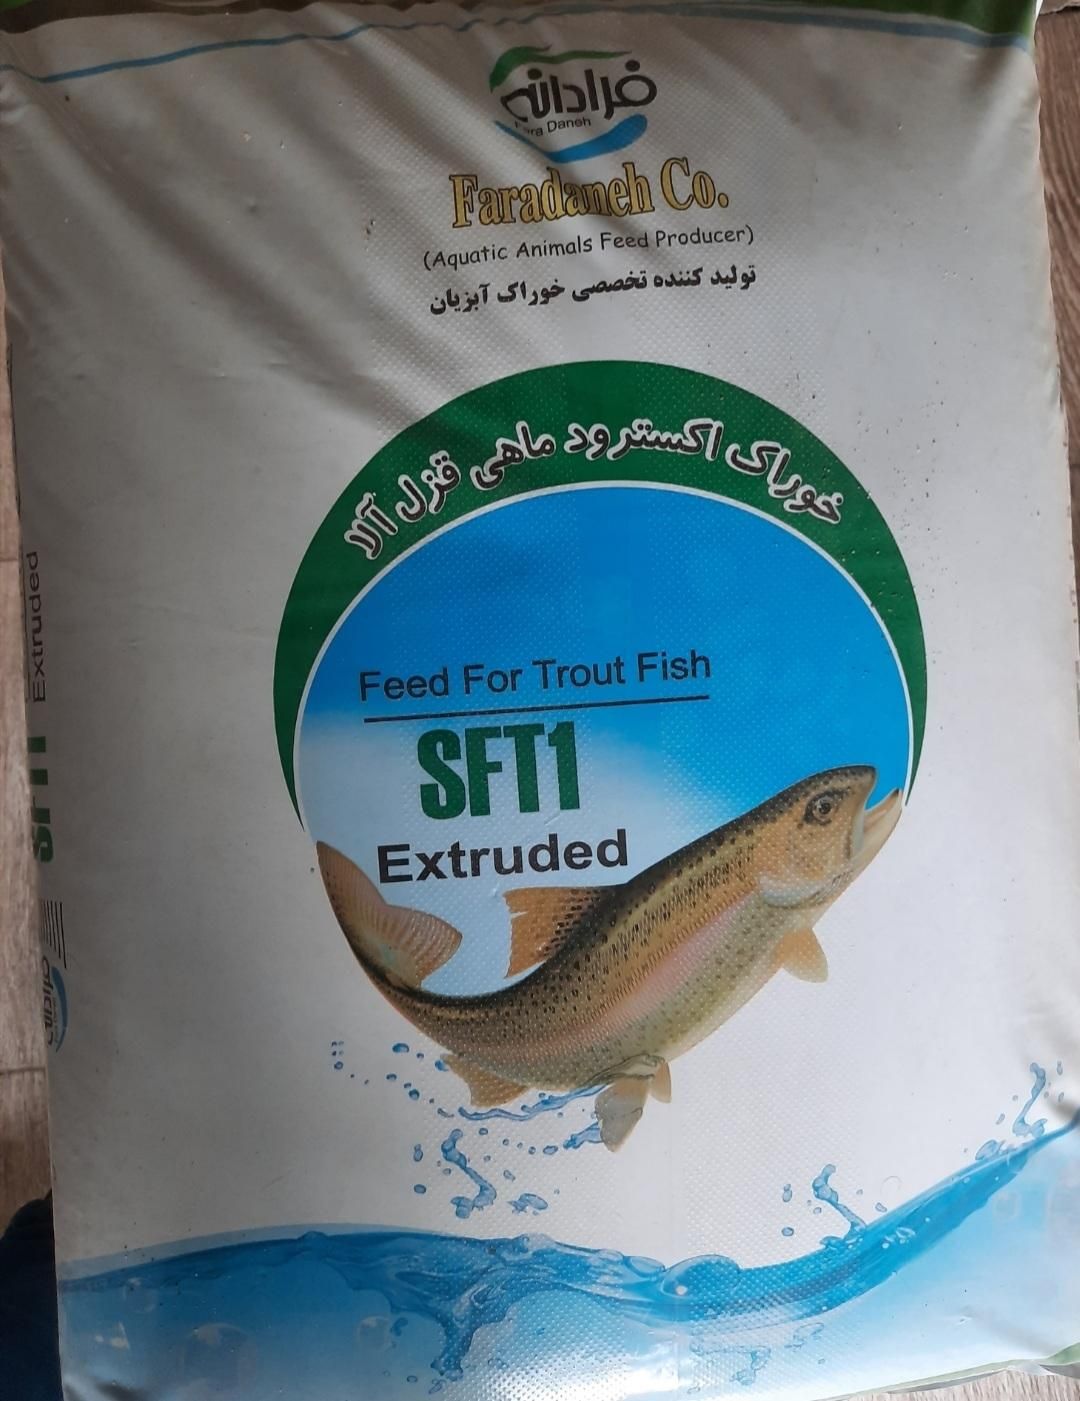 فرادانه
Fara Daneh
Faradaneh Co.
(Aquatic Animals Feed Producer)
تولید کننده تخصصی خوراک آبزیان
خوراک اکسترود ماهی قزل آلا
Feed For Trout Fish
SFT1
Extruded
SFT1 Extruded
فرادانه